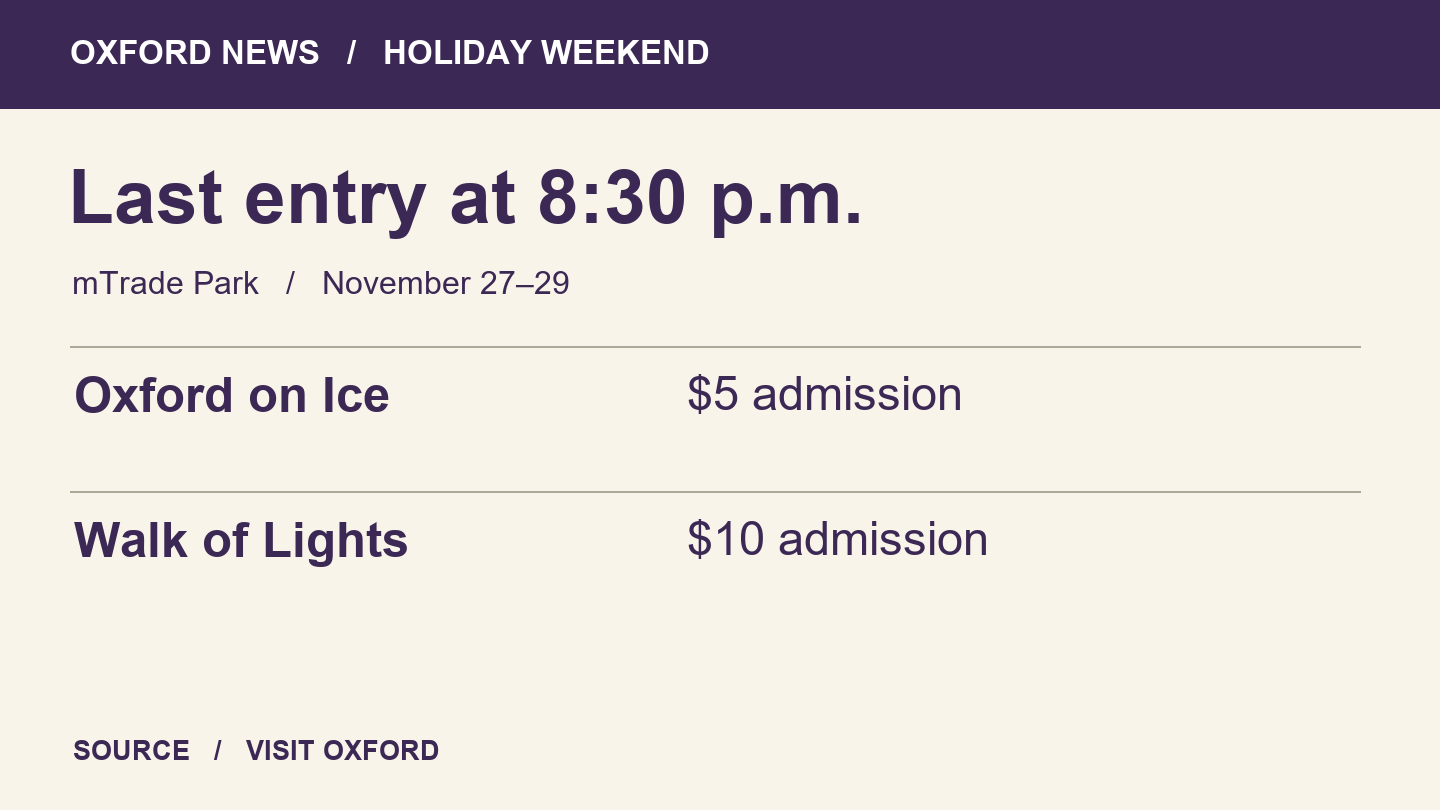 OXFORD NEWS / HOLIDAY WEEKEND
Last entry at 8:30 p.m.
mTrade Park / November 27–29
Oxford on Ice $5 admission
Walk of Lights $10 admission
SOURCE / VISIT OXFORD